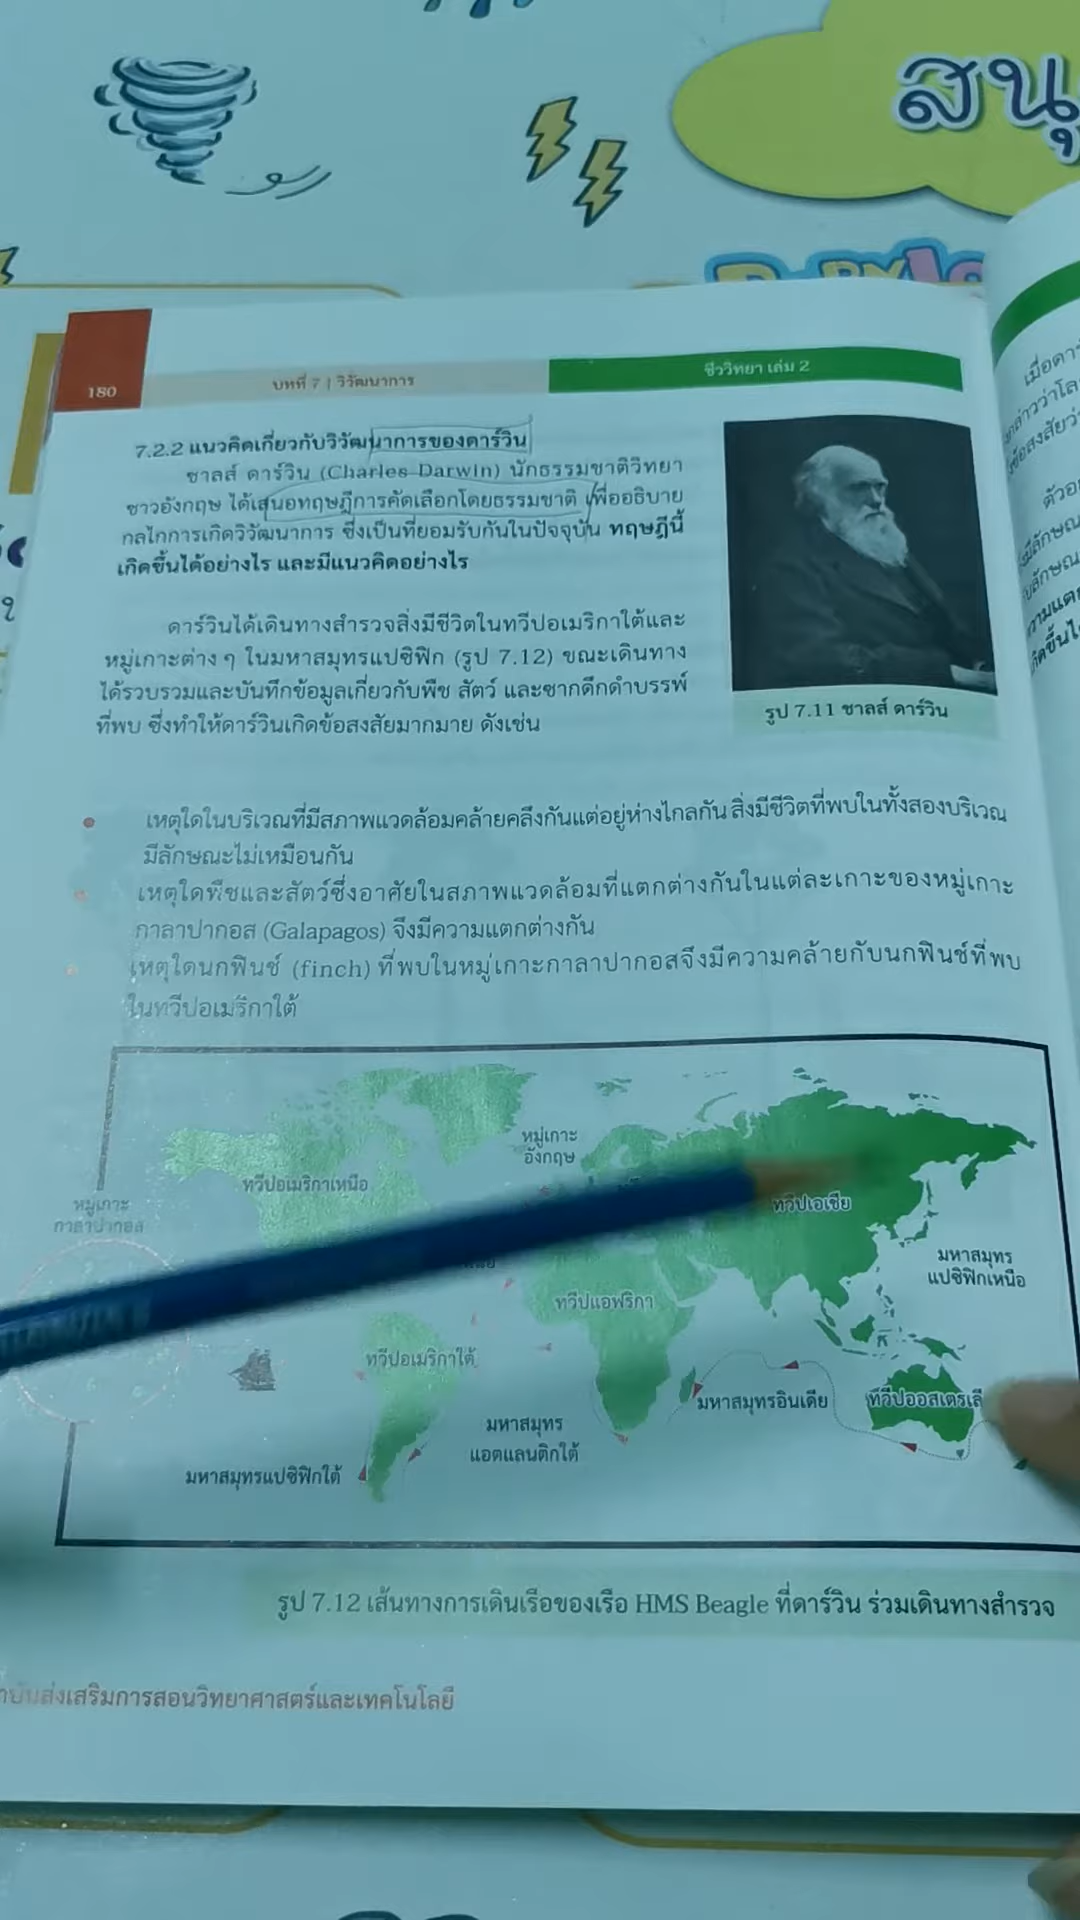 สนุ
180
บทที่ 7 | วิวัฒนาการ
ชีววิทยา เล่ม 2
7.2.2 แนวคิดเกี่ยวกับวิวัฒนาการของดาร์วิน
ชาลส์ ดาร์วิน (Charles Darwin) นักธรรมชาติวิทยา
ชาวอังกฤษ ได้เสนอทฤษฎีการคัดเลือกโดยธรรมชาติ เพื่ออธิบาย
กลไกการเกิดวิวัฒนาการ ซึ่งเป็นที่ยอมรับกันในปัจจุบัน ทฤษฎีนี้
เกิดขึ้นได้อย่างไร และมีแนวคิดอย่างไร
ดาร์วินได้เดินทางสำรวจสิ่งมีชีวิตในทวีปอเมริกาใต้และ
หมู่เกาะต่าง ๆ ในมหาสมุทรแปซิฟิก (รูป 7.12) ขณะเดินทาง
ได้รวบรวมและบันทึกข้อมูลเกี่ยวกับพืช สัตว์ และซากดึกดำบรรพ์
ที่พบ ซึ่งทำให้ดาร์วินเกิดข้อสงสัยมากมาย ดังเช่น
รูป 7.11 ชาลส์ ดาร์วิน
เหตุใดในบริเวณที่มีสภาพแวดล้อมคล้ายคลึงกันแต่อยู่ห่างไกลกัน สิ่งมีชีวิตที่พบในทั้งสองบริเวณ
มีลักษณะไม่เหมือนกัน
เหตุใดพืชและสัตว์ซึ่งอาศัยในสภาพแวดล้อมที่แตกต่างกันในแต่ละเกาะของหมู่เกาะ
กาลาปากอส (Galapagos) จึงมีความแตกต่างกัน
เหตุใดนกฟินช์ (finch) ที่พบในหมู่เกาะกาลาปากอสจึงมีความคล้ายกับนกฟินช์ที่พบ
ในทวีปอเมริกาใต้
หมู่เกาะ
อังกฤษ
ทวีปอเมริกาเหนือ
หมู่เกาะ
กาลาปากอส
ทวีปเอเชีย
มหาสมุทร
แปซิฟิกเหนือ
ทวีปแอฟริกา
ทวีปอเมริกาใต้
มหาสมุทรอินเดีย
ทวีปออสเตรเลี
มหาสมุทร
แอตแลนติกใต้
มหาสมุทรแปซิฟิกใต้
รูป 7.12 เส้นทางการเดินเรือของเรือ HMS Beagle ที่ดาร์วิน ร่วมเดินทางสำรวจ
าบันส่งเสริมการสอนวิทยาศาสตร์และเทคโนโลยี